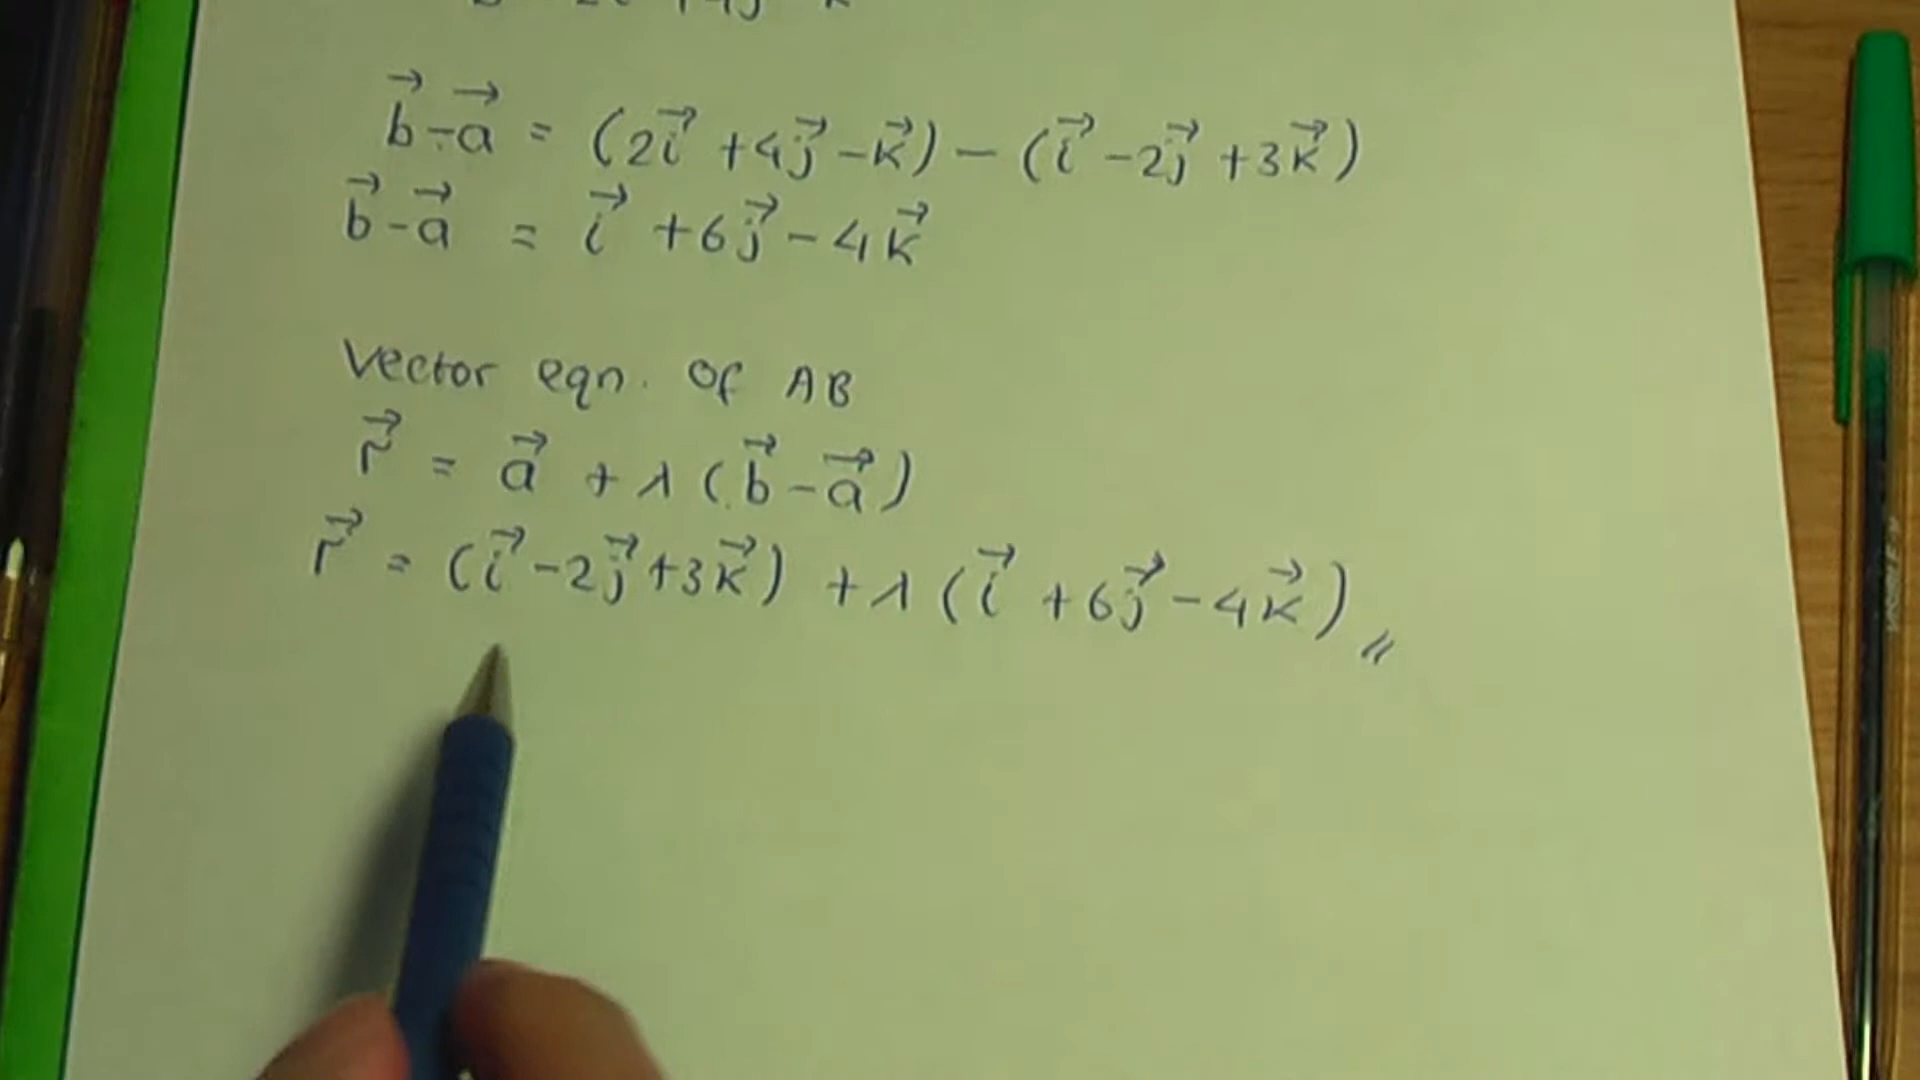 b⃗-a⃗ = (2i⃗ +4j⃗ -k⃗) - (i⃗ -2j⃗ +3k⃗)
b⃗-a⃗ = i⃗ +6j⃗ -4k⃗
Vector eqn. of AB
r⃗ = a⃗ + λ (b⃗ -a⃗)
r⃗ = (i⃗ -2j⃗ +3k⃗) + λ (i⃗ +6j⃗ -4k⃗) //